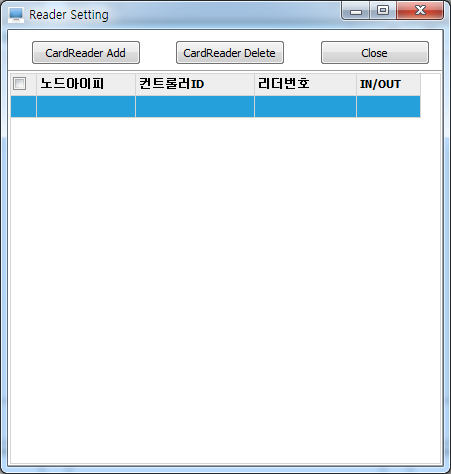 Reader Setting
CardReader Add CardReader Delete Close
노드아이피 컨트롤러ID 리더번호 IN/OUT